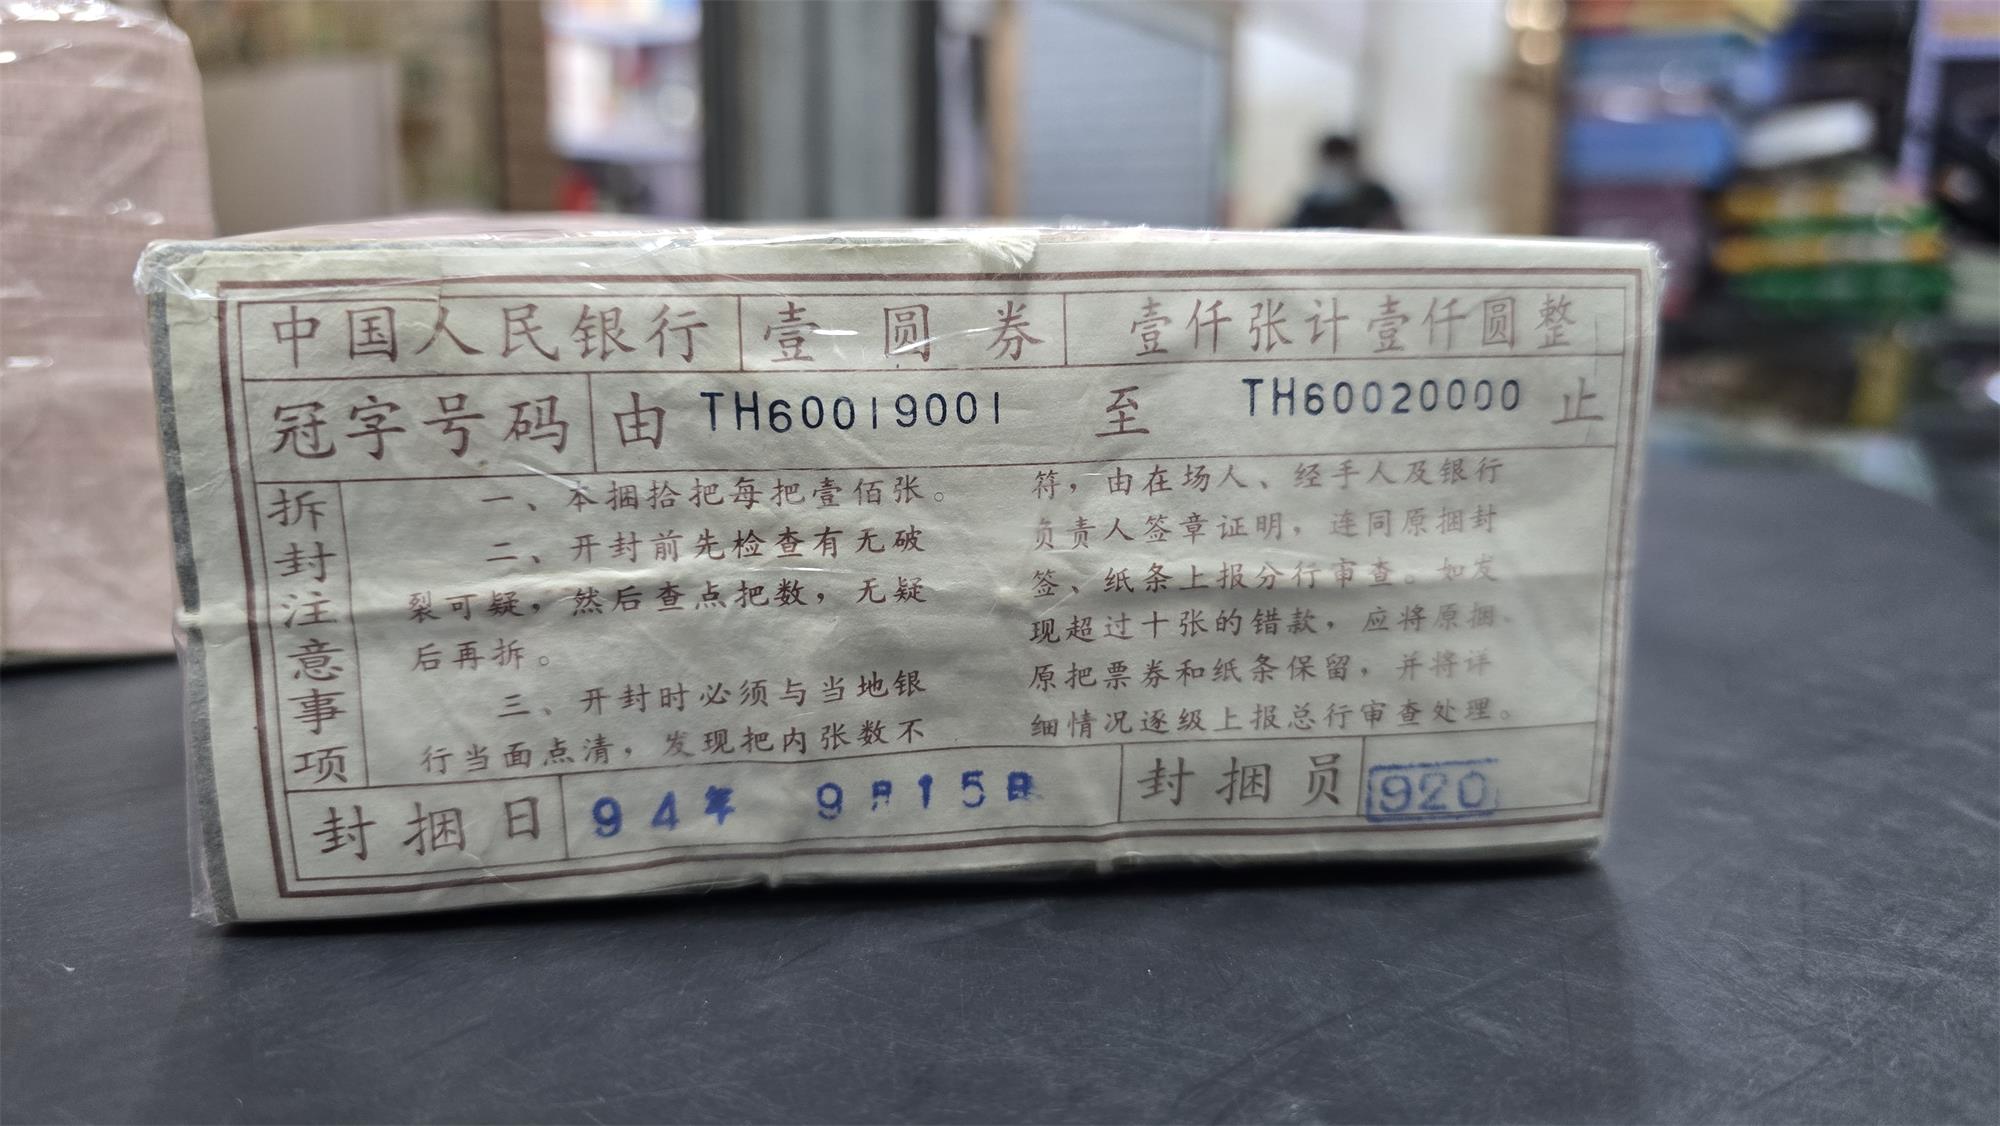 中国人民银行 壹圆券 壹仟张计壹仟圆整
冠字号码 由 TH60019001 至 TH60020000 止
拆封注意事项
一、本捆拾把每把壹佰张。
二、开封前先检查有无破
裂可疑，然后查点把数，无疑
后再拆。
三、开封时必须与当地银
行当面点清，发现把内张数不
符，由在场人、经手人及银行
负责人签章证明，连同原捆封
签、纸条上报分行审查。如发
现超过十张的错款，应将原捆、
原把票券和纸条保留，并将详
细情况逐级上报总行审查处理。
封捆日 94年 9月15日 封捆员 920